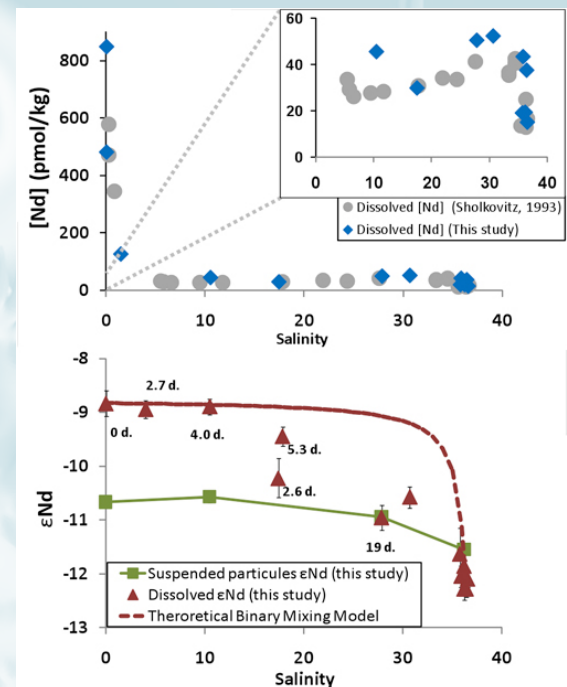 60
40
20
0
0 10 20 30 40
Dissolved [Nd] (Sholkovitz, 1993)
Dissolved [Nd] (This study)
[Nd] (pmol/kg)
800
600
400
200
0
0 10 20 30 40
Salinity
εNd
-8
-9
-10
-11
-12
-13
2.7 d.
0 d.
4.0 d.
5.3 d.
2.6 d.
19 d.
Suspended particules εNd (this study)
Dissolved εNd (this study)
Theroretical Binary Mixing Model
0 10 20 30 40
Salinity